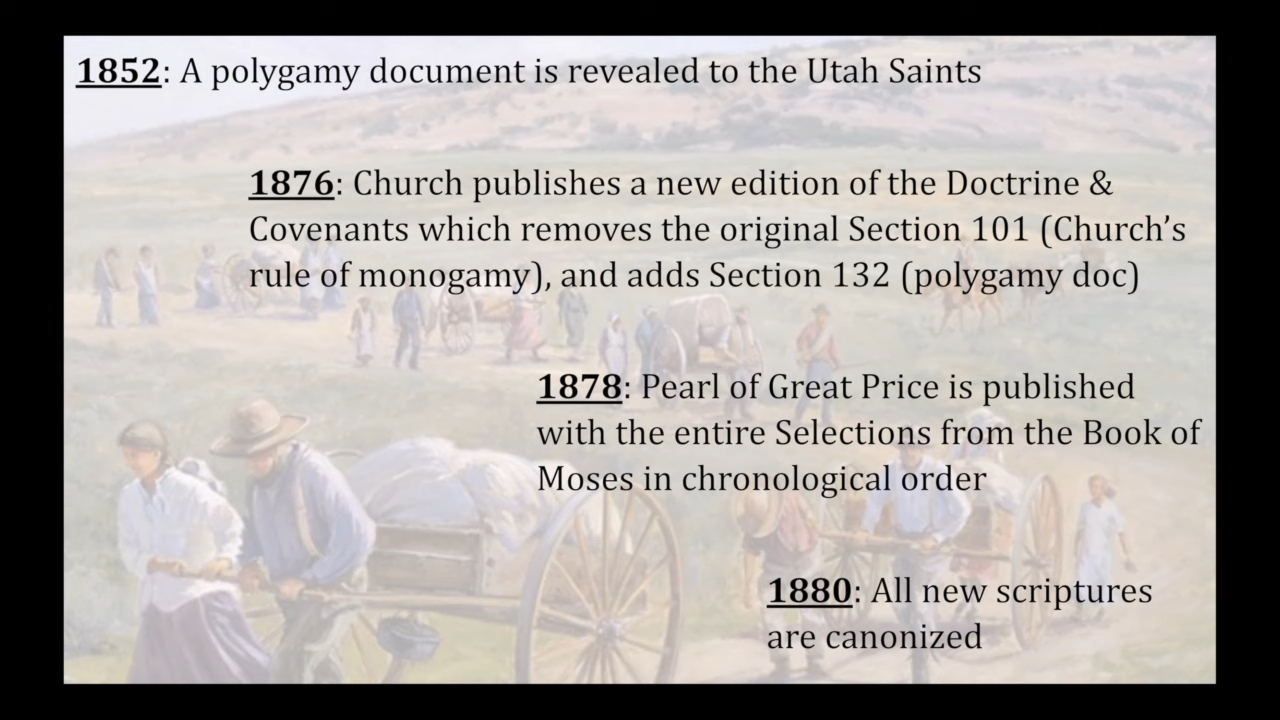 1852: A polygamy document is revealed to the Utah Saints
1876: Church publishes a new edition of the Doctrine &
Covenants which removes the original Section 101 (Church’s
rule of monogamy), and adds Section 132 (polygamy doc)
1878: Pearl of Great Price is published
with the entire Selections from the Book of
Moses in chronological order
1880: All new scriptures
are canonized